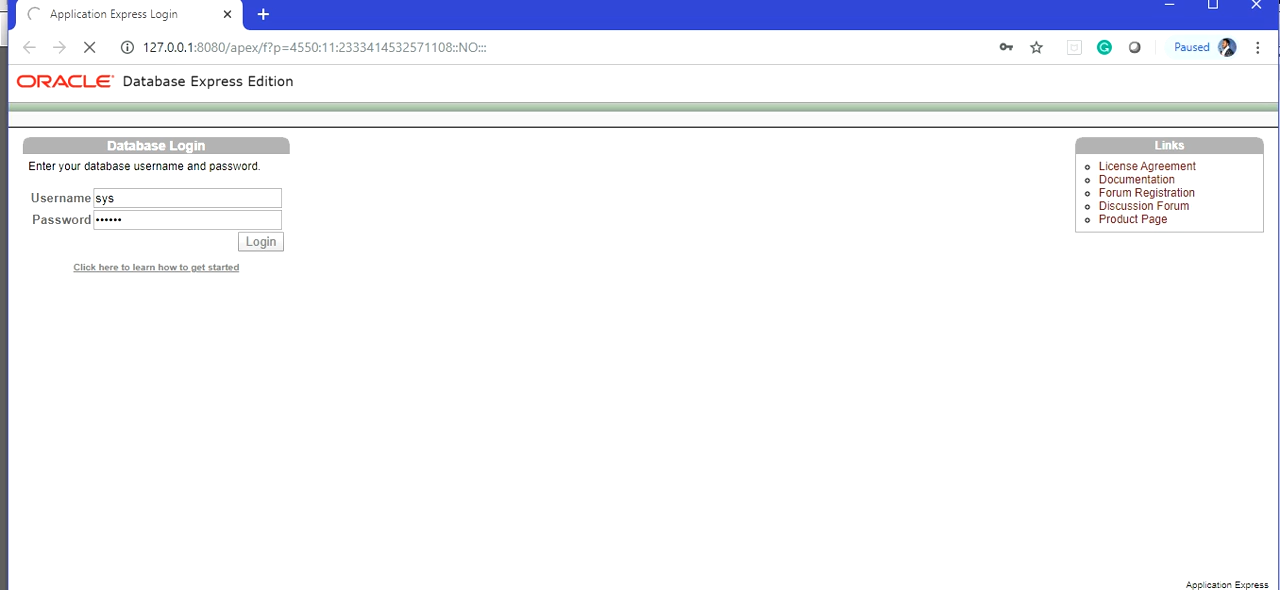 Application Express Login
127.0.0.1:8080/apex/f?p=4550:11:2333414532571108::NO:::
Paused
ORACLE® Database Express Edition
Database Login
Enter your database username and password.
Username sys
Password ••••••
Login
Click here to learn how to get started
Links
License Agreement
Documentation
Forum Registration
Discussion Forum
Product Page
Application Express